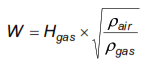 W = H_gas × √(ρ_air / ρ_gas)